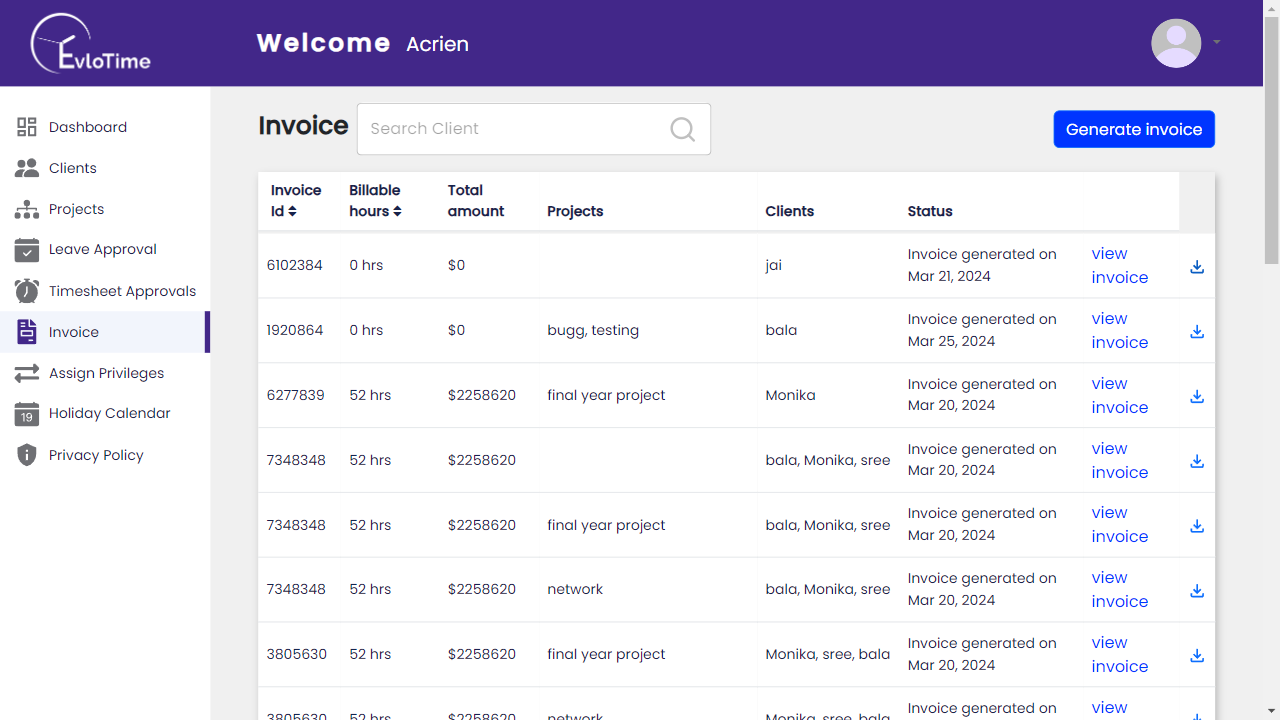 EvloTime
Welcome Acrien
Dashboard
Clients
Projects
Leave Approval
Timesheet Approvals
Invoice
Assign Privileges
19 Holiday Calendar
Privacy Policy
Invoice Search Client Generate invoice
Invoice Id Billable hours Total amount Projects Clients Status
6102384 0 hrs $0 jai Invoice generated on Mar 21, 2024 view invoice
1920864 0 hrs $0 bugg, testing bala Invoice generated on Mar 25, 2024 view invoice
6277839 52 hrs $2258620 final year project Monika Invoice generated on Mar 20, 2024 view invoice
7348348 52 hrs $2258620 bala, Monika, sree Invoice generated on Mar 20, 2024 view invoice
7348348 52 hrs $2258620 final year project bala, Monika, sree Invoice generated on Mar 20, 2024 view invoice
7348348 52 hrs $2258620 network bala, Monika, sree Invoice generated on Mar 20, 2024 view invoice
3805630 52 hrs $2258620 final year project Monika, sree, bala Invoice generated on Mar 20, 2024 view invoice
3805630 52 hrs $2258620 network Monika, sree, bala Invoice generated on view